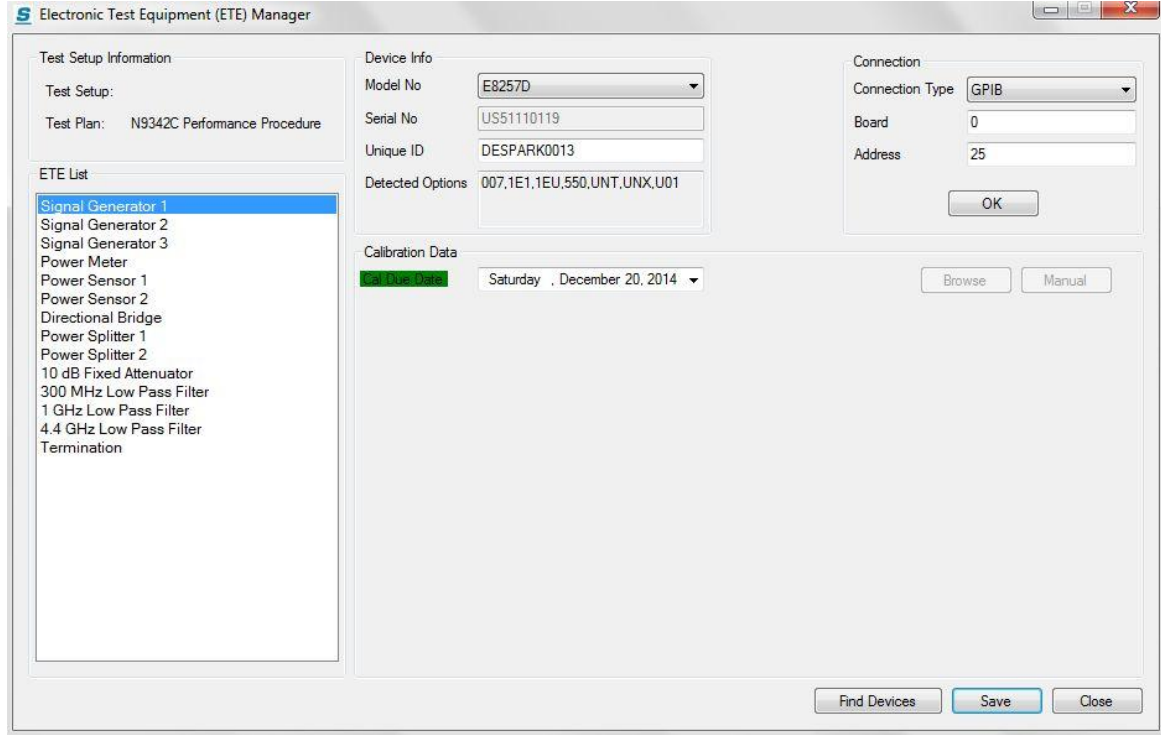 Electronic Test Equipment (ETE) Manager
Test Setup Information
Test Setup:
Test Plan: N9342C Performance Procedure
ETE List
Signal Generator 1
Signal Generator 2
Signal Generator 3
Power Meter
Power Sensor 1
Power Sensor 2
Directional Bridge
Power Splitter 1
Power Splitter 2
10 dB Fixed Attenuator
300 MHz Low Pass Filter
1 GHz Low Pass Filter
4.4 GHz Low Pass Filter
Termination
Device Info
Model No E8257D
Serial No US51110119
Unique ID DESPARK0013
Detected Options 007,1E1,1EU,550,UNT,UNX,U01
Connection
Connection Type GPIB
Board 0
Address 25
OK
Calibration Data
Cal Due Date Saturday , December 20, 2014
Browse Manual
Find Devices Save Close